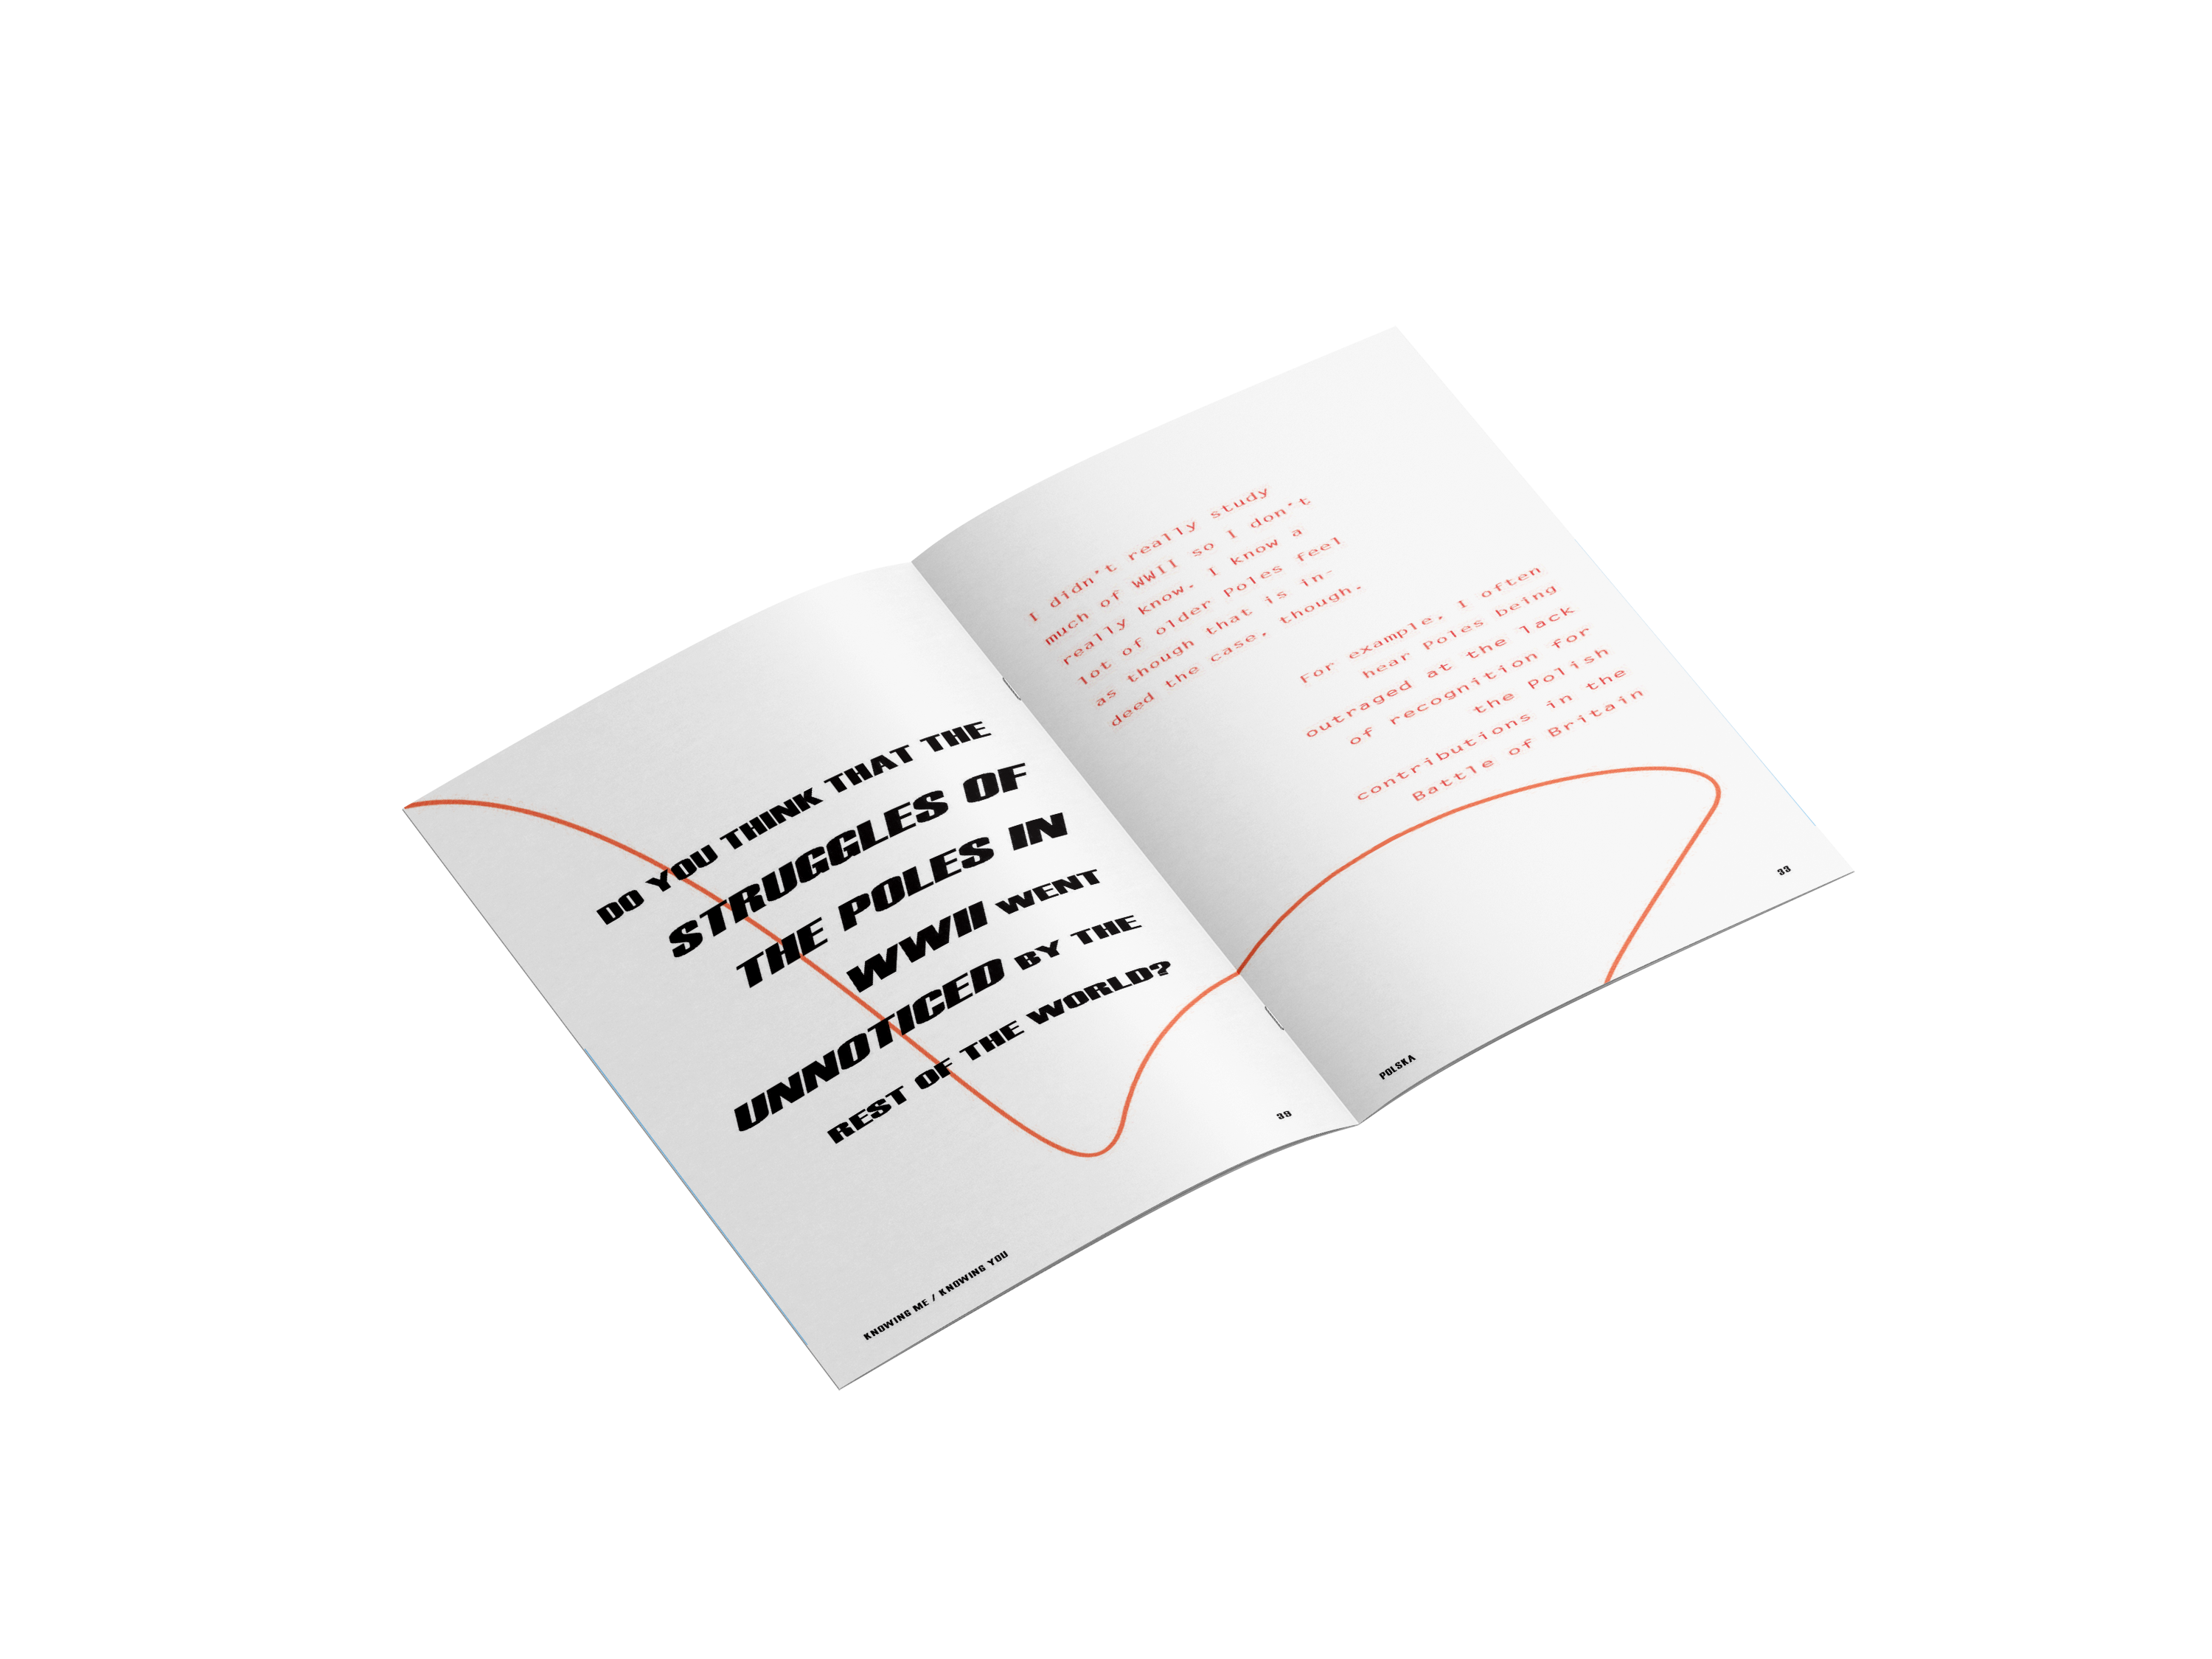 DO YOU THINK THAT THE
STRUGGLES OF
THE POLES IN
WWII WENT
UNNOTICED BY THE
REST OF THE WORLD?
39
KNOWING ME / KNOWING YOU
I didn't really study
much of WWII so I don't
really know. I know a
lot of older Poles feel
as though that is in-
deed the case, though.
For example, I often
hear Poles being
outraged at the lack
of recognition for
the Polish
contributions in the
Battle of Britain
POLSKA
33